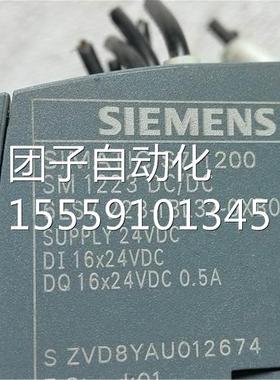 SIEMENS
200
团子自动化
SM 1223 DC/DC
15559101345
SUPPLY 24VDC
DI 16x24VDC
DQ 16x24VDC 0.5A
S ZVD8YAU012674